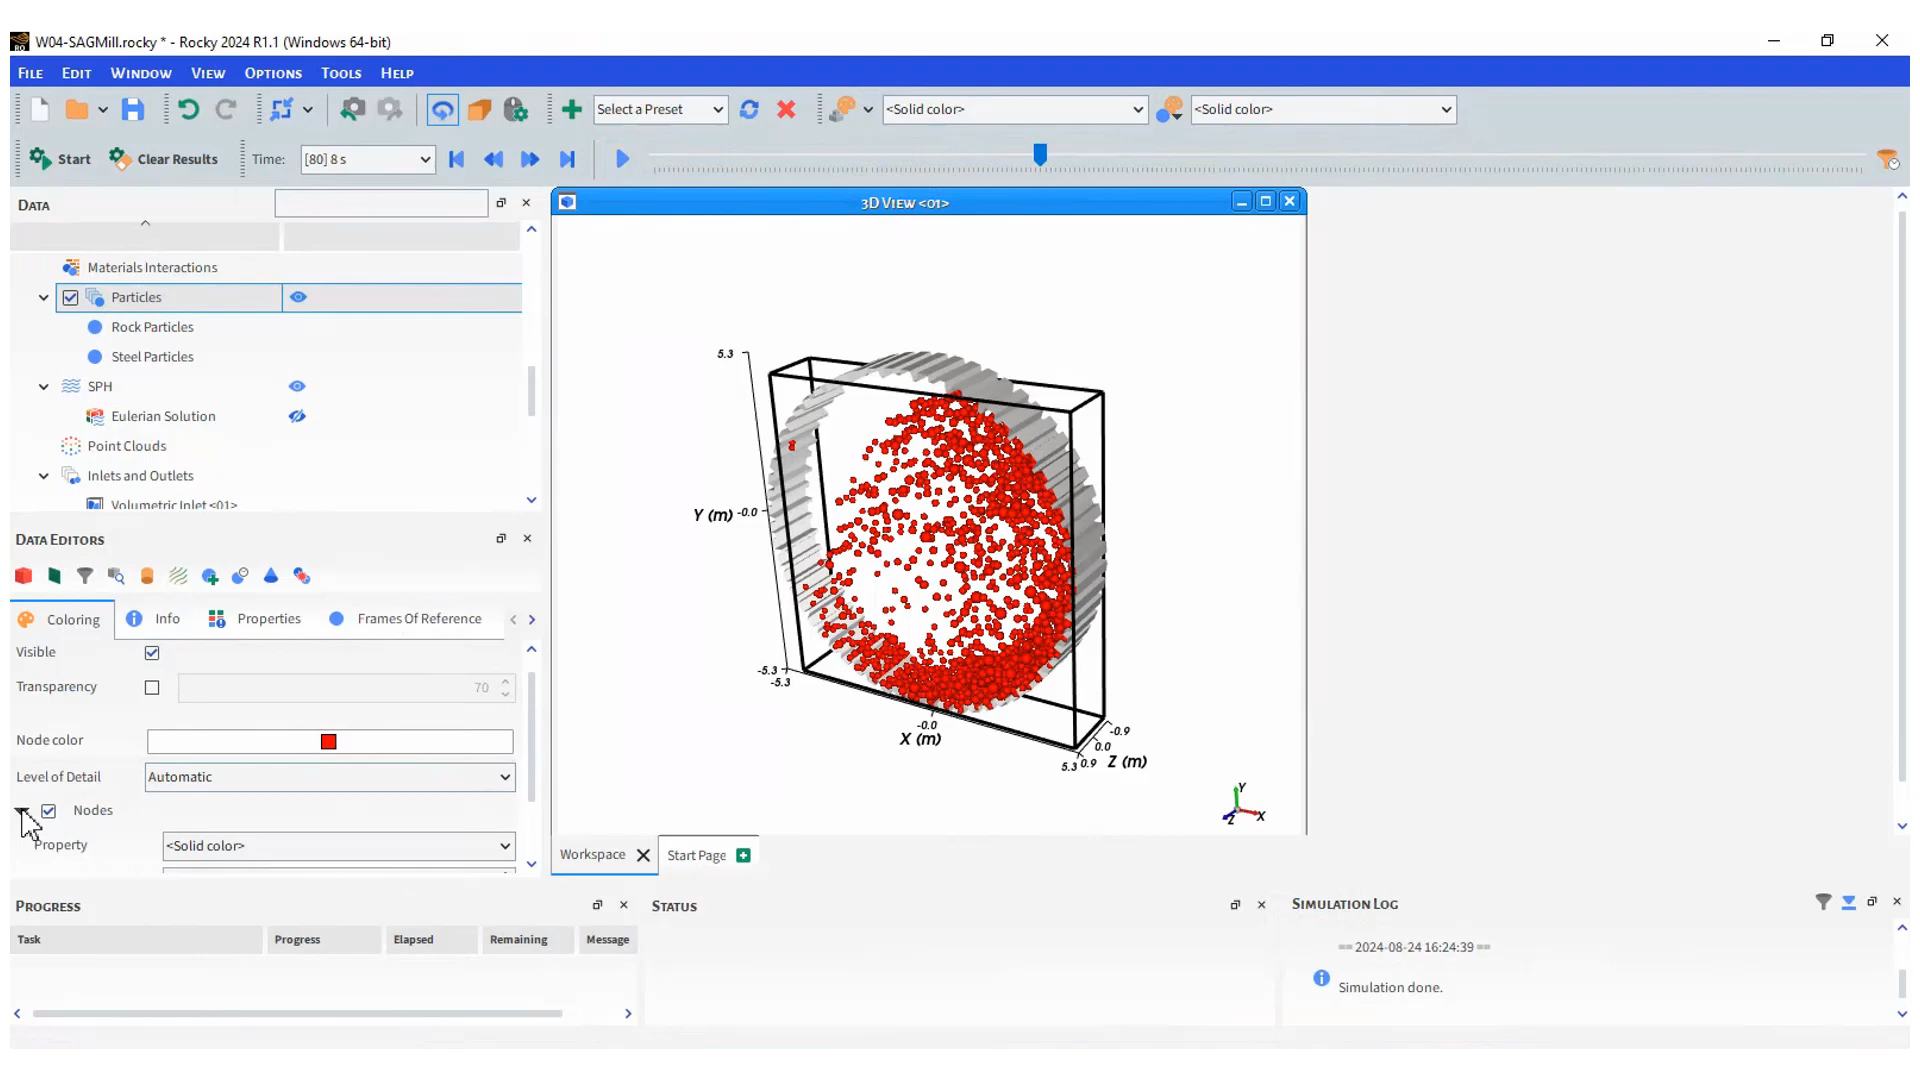 W04-SAGMill.rocky * - Rocky 2024 R1.1 (Windows 64-bit)
FILE EDIT WINDOW VIEW OPTIONS TOOLS HELP
Select a Preset <Solid color> <Solid color>
Start Clear Results Time: [80] 8 s
DATA
3D VIEW <01>
Materials Interactions
Particles
Rock Particles
Steel Particles
SPH
Eulerian Solution
Point Clouds
Inlets and Outlets
Volumetric Inlet <01>
5.3
Y (m) -0.0
-5.3
-5.3
-0.0
X (m)
5.3
0.9
0.0
-0.9
Z (m)
Y
Z
X
DATA EDITORS
Coloring Info Properties Frames Of Reference
Visible
Transparency 70
Node color
Level of Detail Automatic
Nodes
Property <Solid color>
Workspace Start Page
PROGRESS
Task Progress Elapsed Remaining Message
STATUS
SIMULATION LOG
== 2024-08-24 16:24:39 ==
Simulation done.